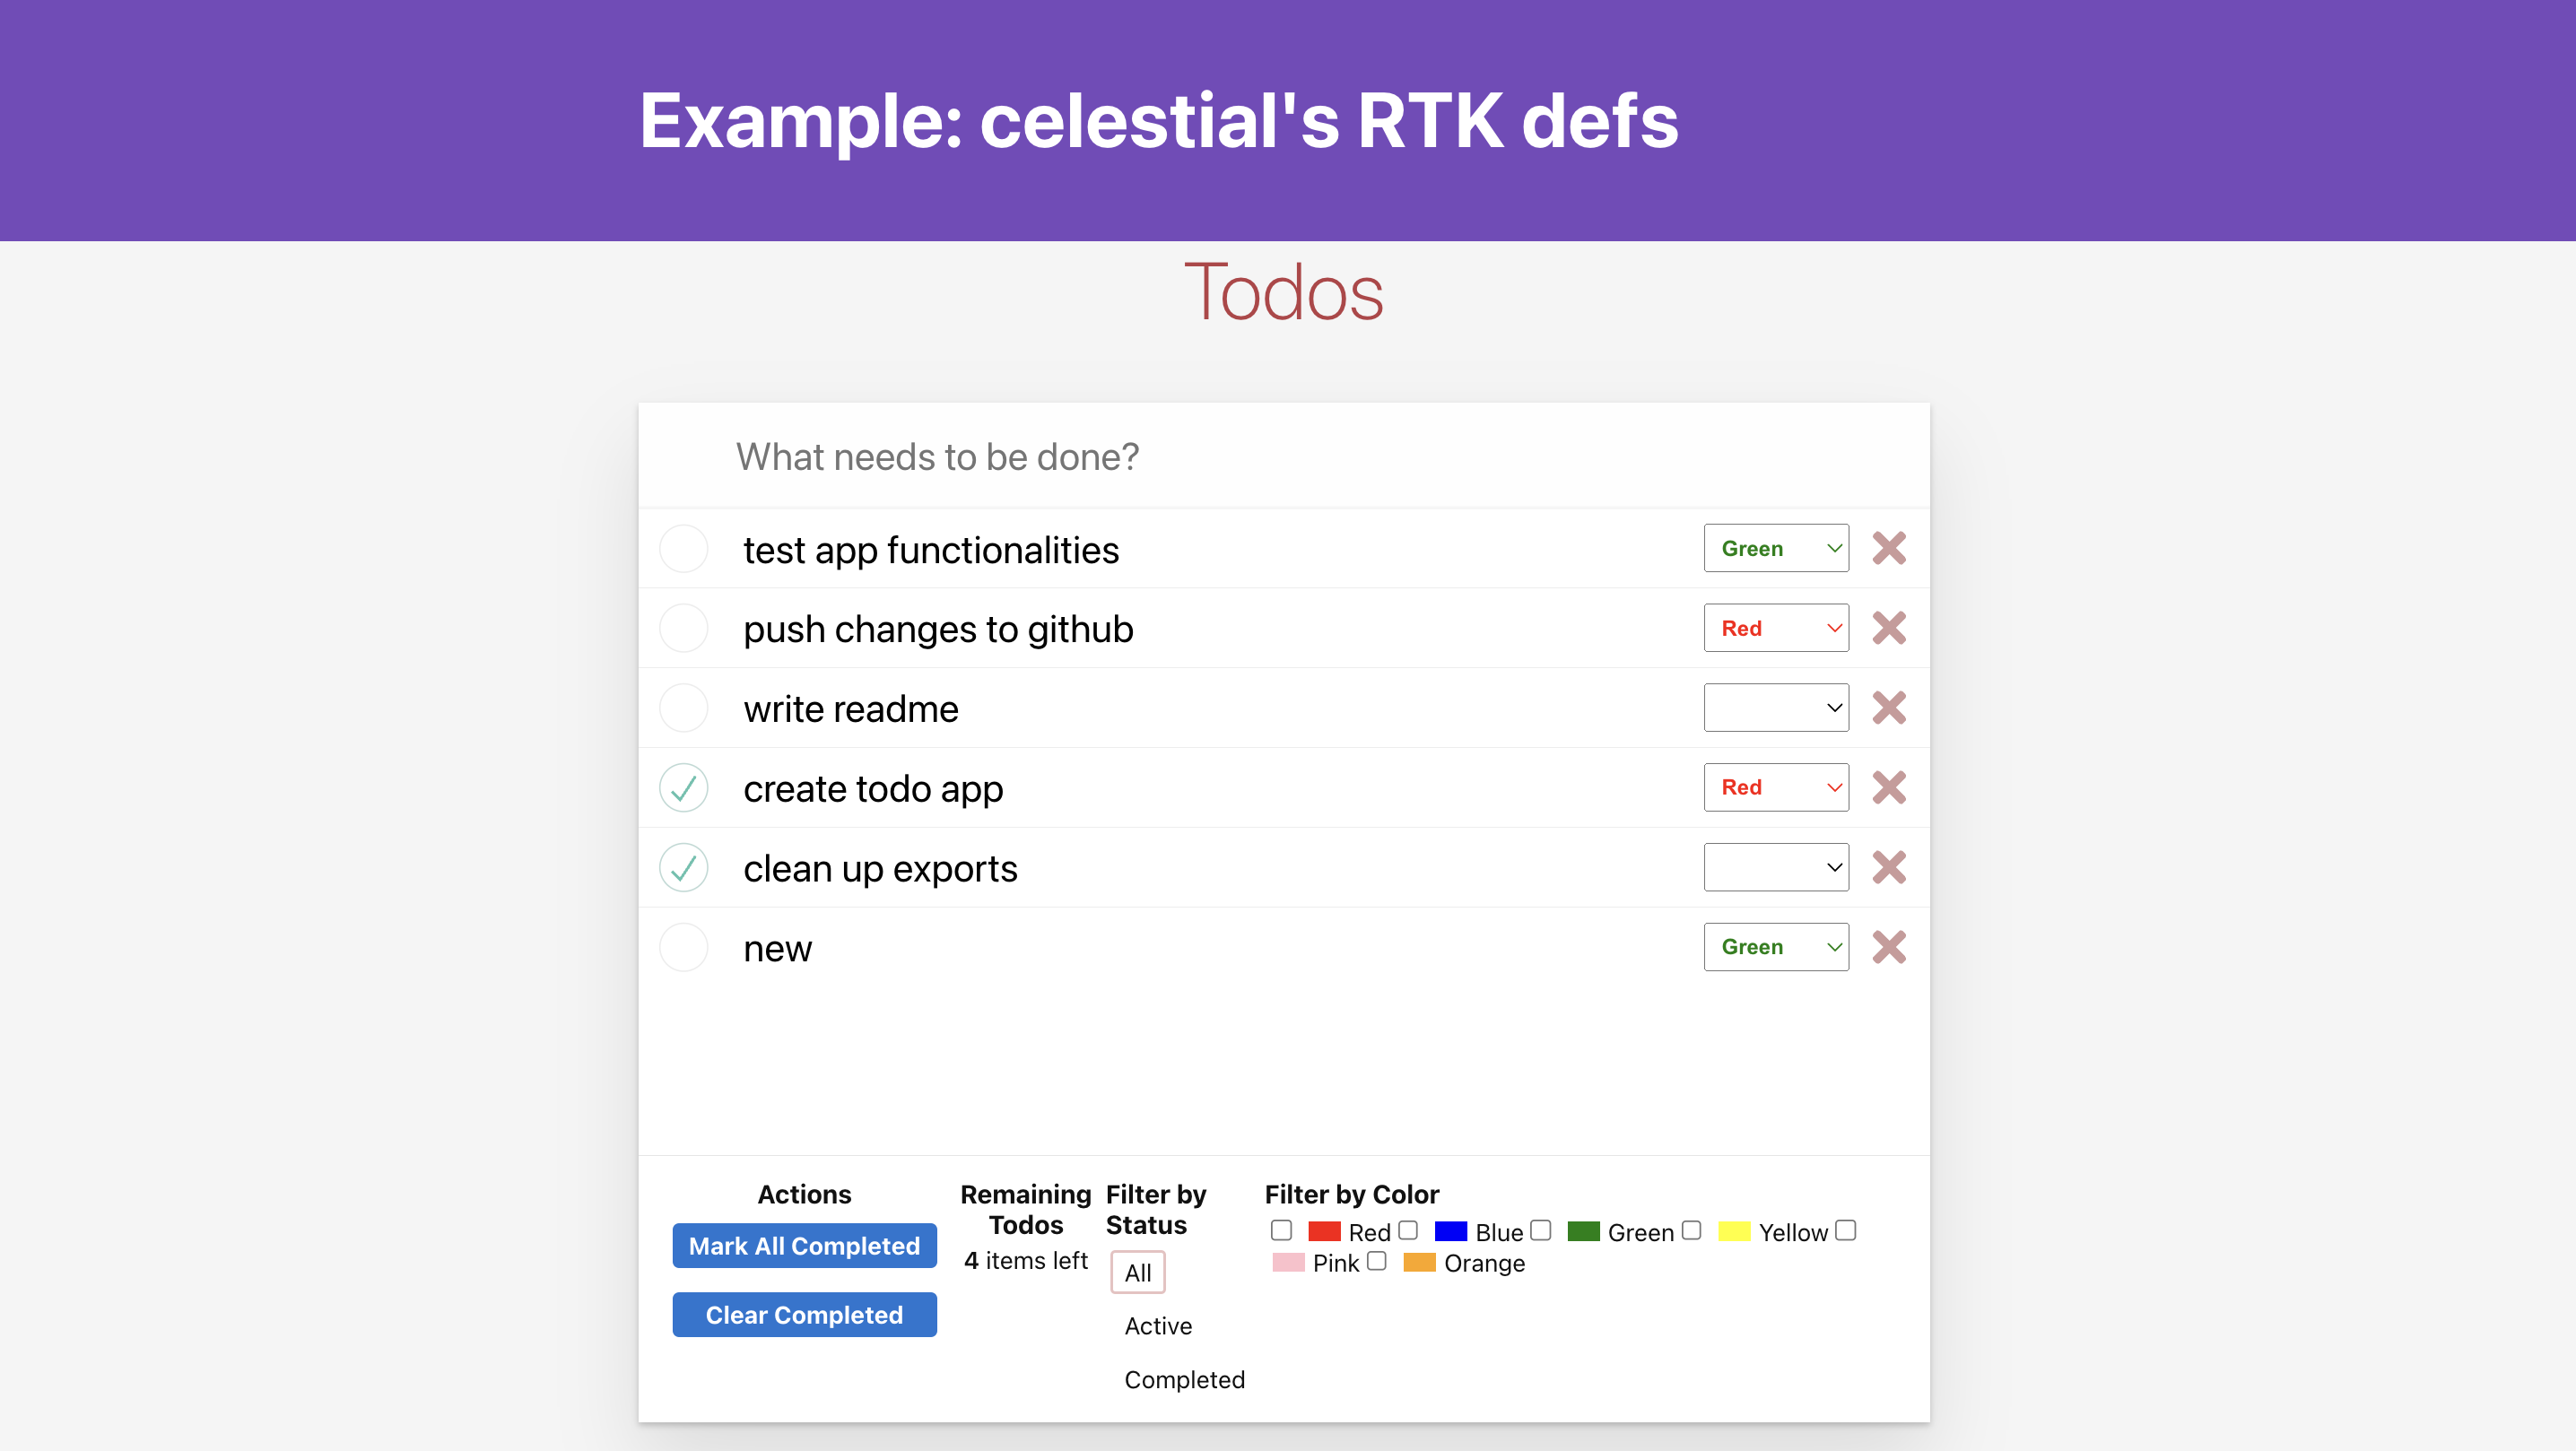 Example: celestial's RTK defs
Todos
What needs to be done?
test app functionalities Green
push changes to github Red
write readme
create todo app Red
clean up exports
new Green
Actions
Mark All Completed
Clear Completed
Remaining
Todos
4 items left
Filter by
Status
All
Active
Completed
Filter by Color
Red Blue Green Yellow
Pink Orange